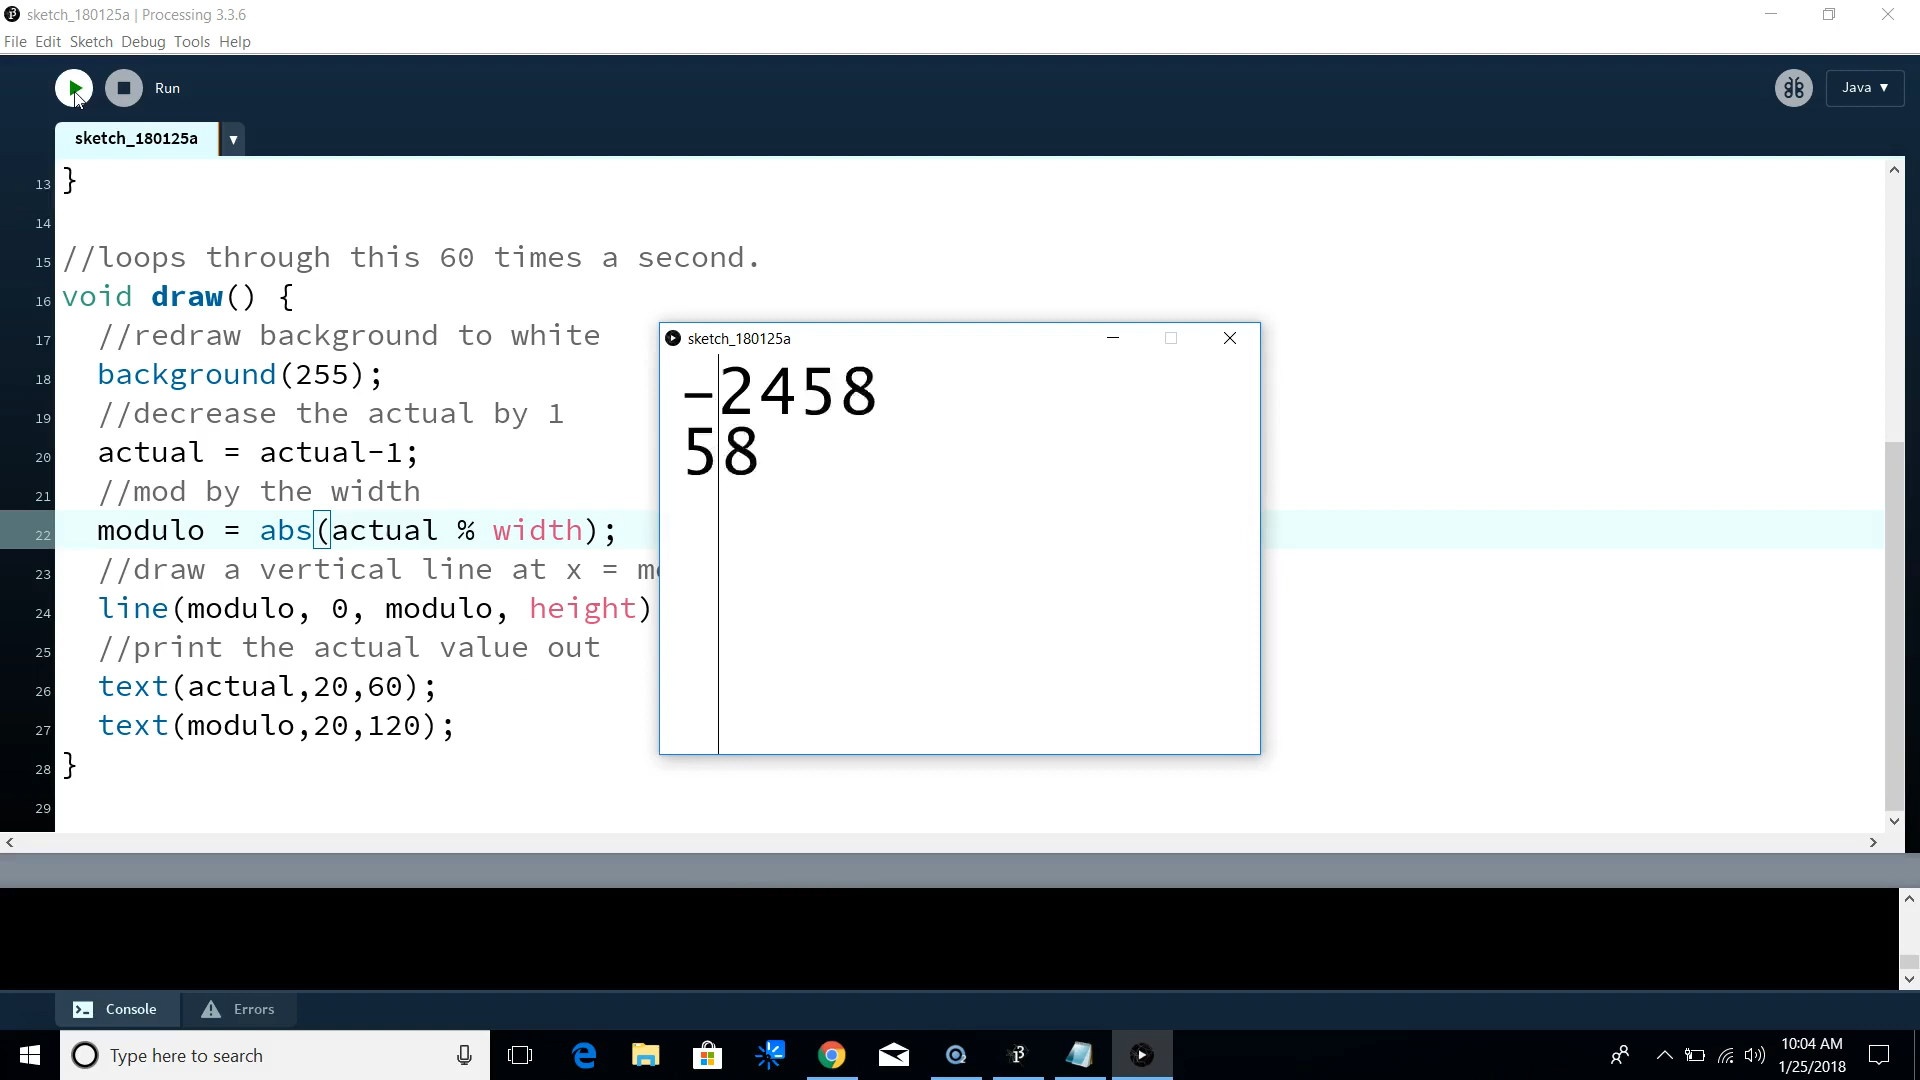 sketch_180125a | Processing 3.3.6
File Edit Sketch Debug Tools Help
Run
Java ▼
sketch_180125a ▼
13 }
14
15 //loops through this 60 times a second.
16 void draw() {
17 //redraw background to white
18 background(255);
19 //decrease the actual by 1
20 actual = actual-1;
21 //mod by the width
22 modulo = abs(actual % width);
23 //draw a vertical line at x = m
24 line(modulo, 0, modulo, height)
25 //print the actual value out
26 text(actual,20,60);
27 text(modulo,20,120);
28 }
29
sketch_180125a
-2458
58
Console Errors
Type here to search
10:04 AM
1/25/2018